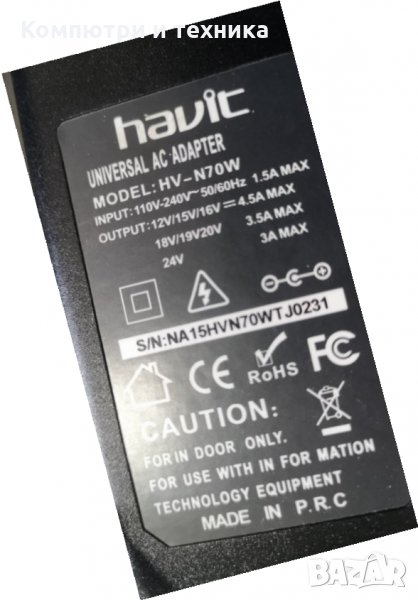 Компютри и техника
havit
UNIVERSAL AC ADAPTER
MODEL: HV-N70W
INPUT: 110V-240V~50/60Hz 1.5A MAX
OUTPUT: 12V/15V/16V⎓4.5A MAX
18V/19V20V 3.5A MAX
24V 3A MAX
S/N:NA15HVN70WTJ0231
CE RoHS FC
CAUTION:
FOR IN DOOR ONLY.
FOR USE WITH IN FOR MATION
TECHNOLOGY EQUIPMENT
MADE IN P.R.C
БАZАР